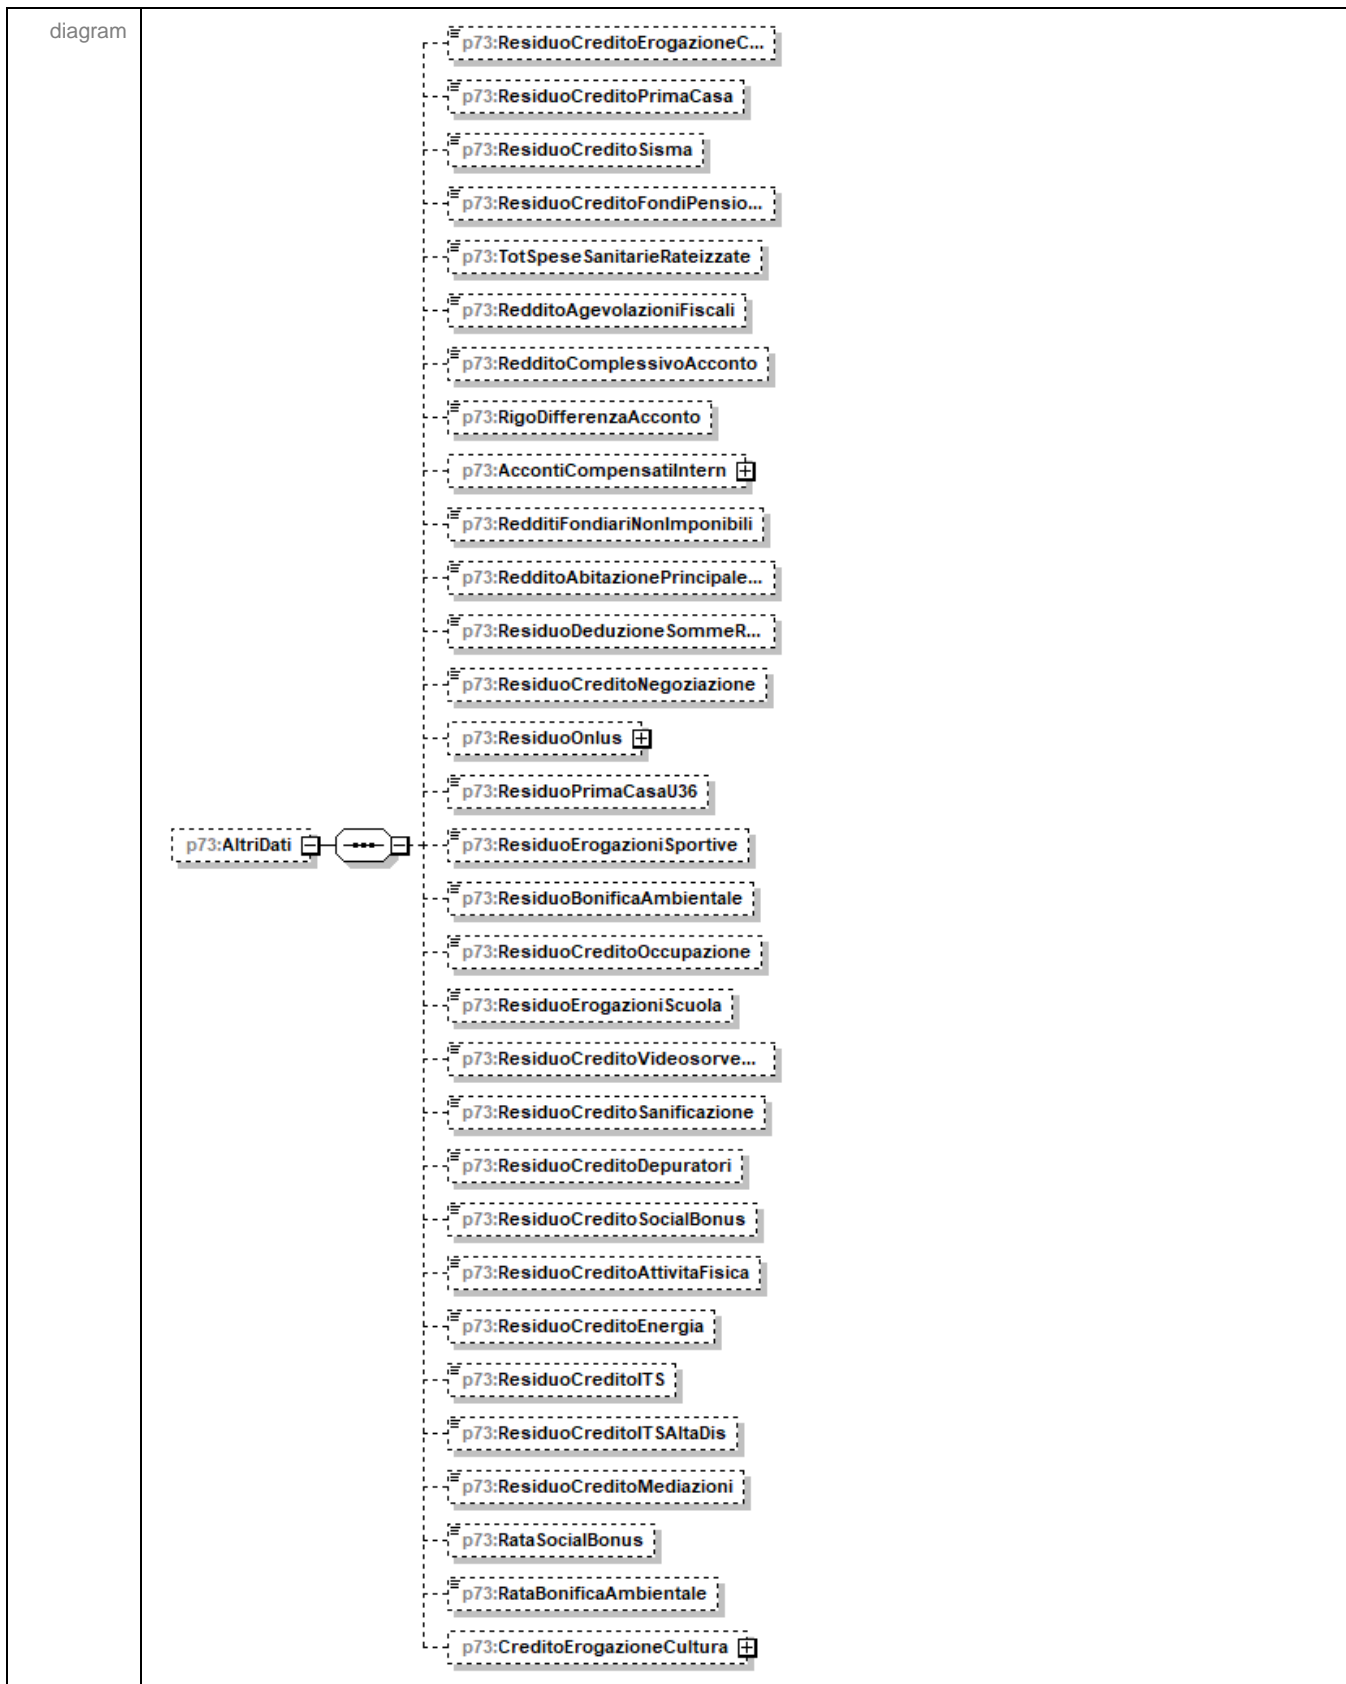 diagram
p73:ResiduoCreditoErogazioneC...
p73:ResiduoCreditoPrimaCasa
p73:ResiduoCreditoSisma
p73:ResiduoCreditoFondiPensio...
p73:TotSpeseSanitarieRateizzate
p73:RedditoAgevolazioniFiscali
p73:RedditoComplessivoAcconto
p73:RigoDifferenzaAcconto
p73:AccontiCompensatiIntern
p73:RedditiFondiariNonImponibili
p73:RedditoAbitazionePrincipale...
p73:ResiduoDeduzioneSommeR...
p73:ResiduoCreditoNegoziazione
p73:ResiduoOnlus
p73:ResiduoPrimaCasaU36
p73:AltriDati
p73:ResiduoErogazioniSportive
p73:ResiduoBonificaAmbientale
p73:ResiduoCreditoOccupazione
p73:ResiduoErogazioniScuola
p73:ResiduoCreditoVideosorve...
p73:ResiduoCreditoSanificazione
p73:ResiduoCreditoDepuratori
p73:ResiduoCreditoSocialBonus
p73:ResiduoCreditoAttivitaFisica
p73:ResiduoCreditoEnergia
p73:ResiduoCreditoITS
p73:ResiduoCreditoITSAltaDis
p73:ResiduoCreditoMediazioni
p73:RataSocialBonus
p73:RataBonificaAmbientale
p73:CreditoErogazioneCultura